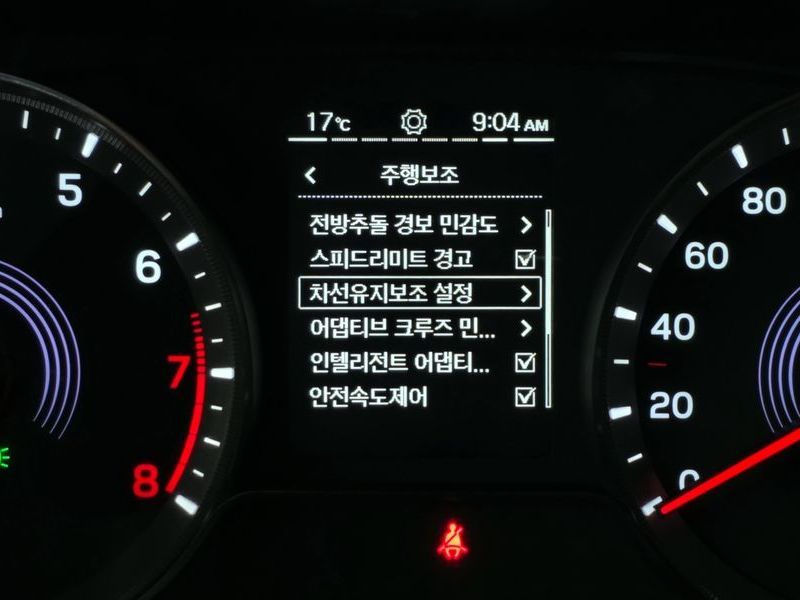 17℃ 9:04 AM
주행보조
전방추돌 경보 민감도
스피드리미트 경고
차선유지보조 설정
어댑티브 크루즈 민...
인텔리전트 어댑티...
안전속도제어
5
6
7
8
80
60
40
20
0